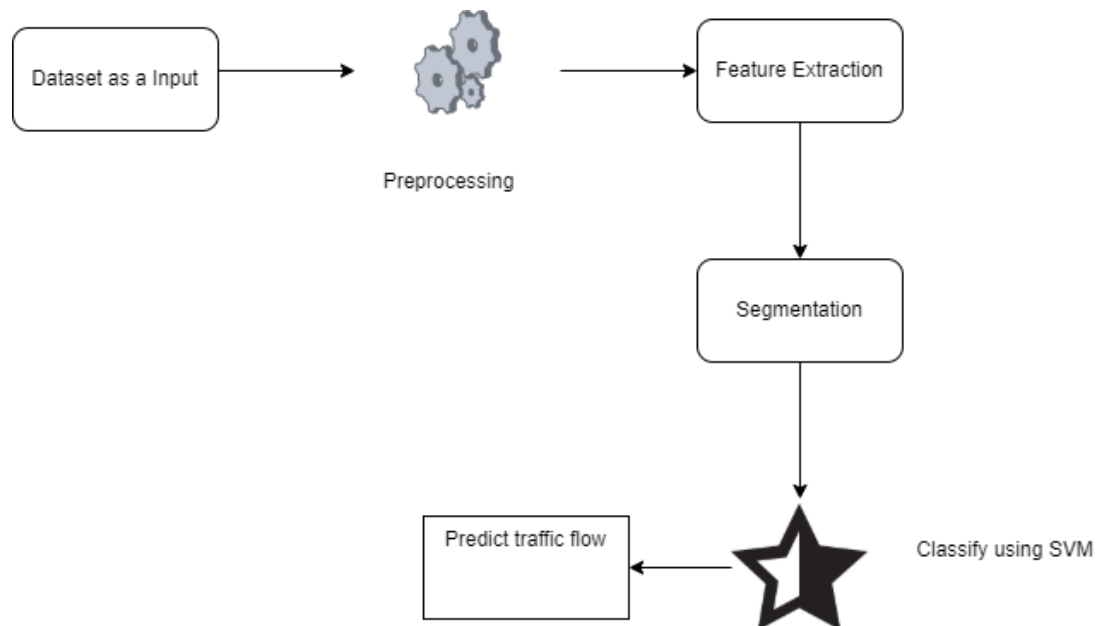 Dataset as a Input
Preprocessing
Feature Extraction
Segmentation
Classify using SVM
Predict traffic flow